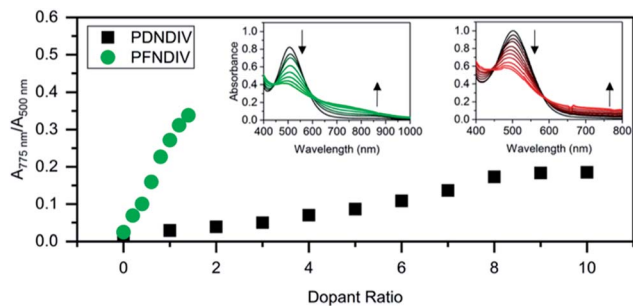 PDNDIV
PFNDIV
A775 nm/A500 nm
0.6
0.5
0.4
0.3
0.2
0.1
0.0
0 2 4 6 8 10
Dopant Ratio
Absorbance
1.0
0.8
0.6
0.4
0.2
0.0
400 500 600 700 800 900 1000
Wavelength (nm)
1.0
0.8
0.6
0.4
0.2
0.0
400 500 600 700 800
Wavelength (nm)